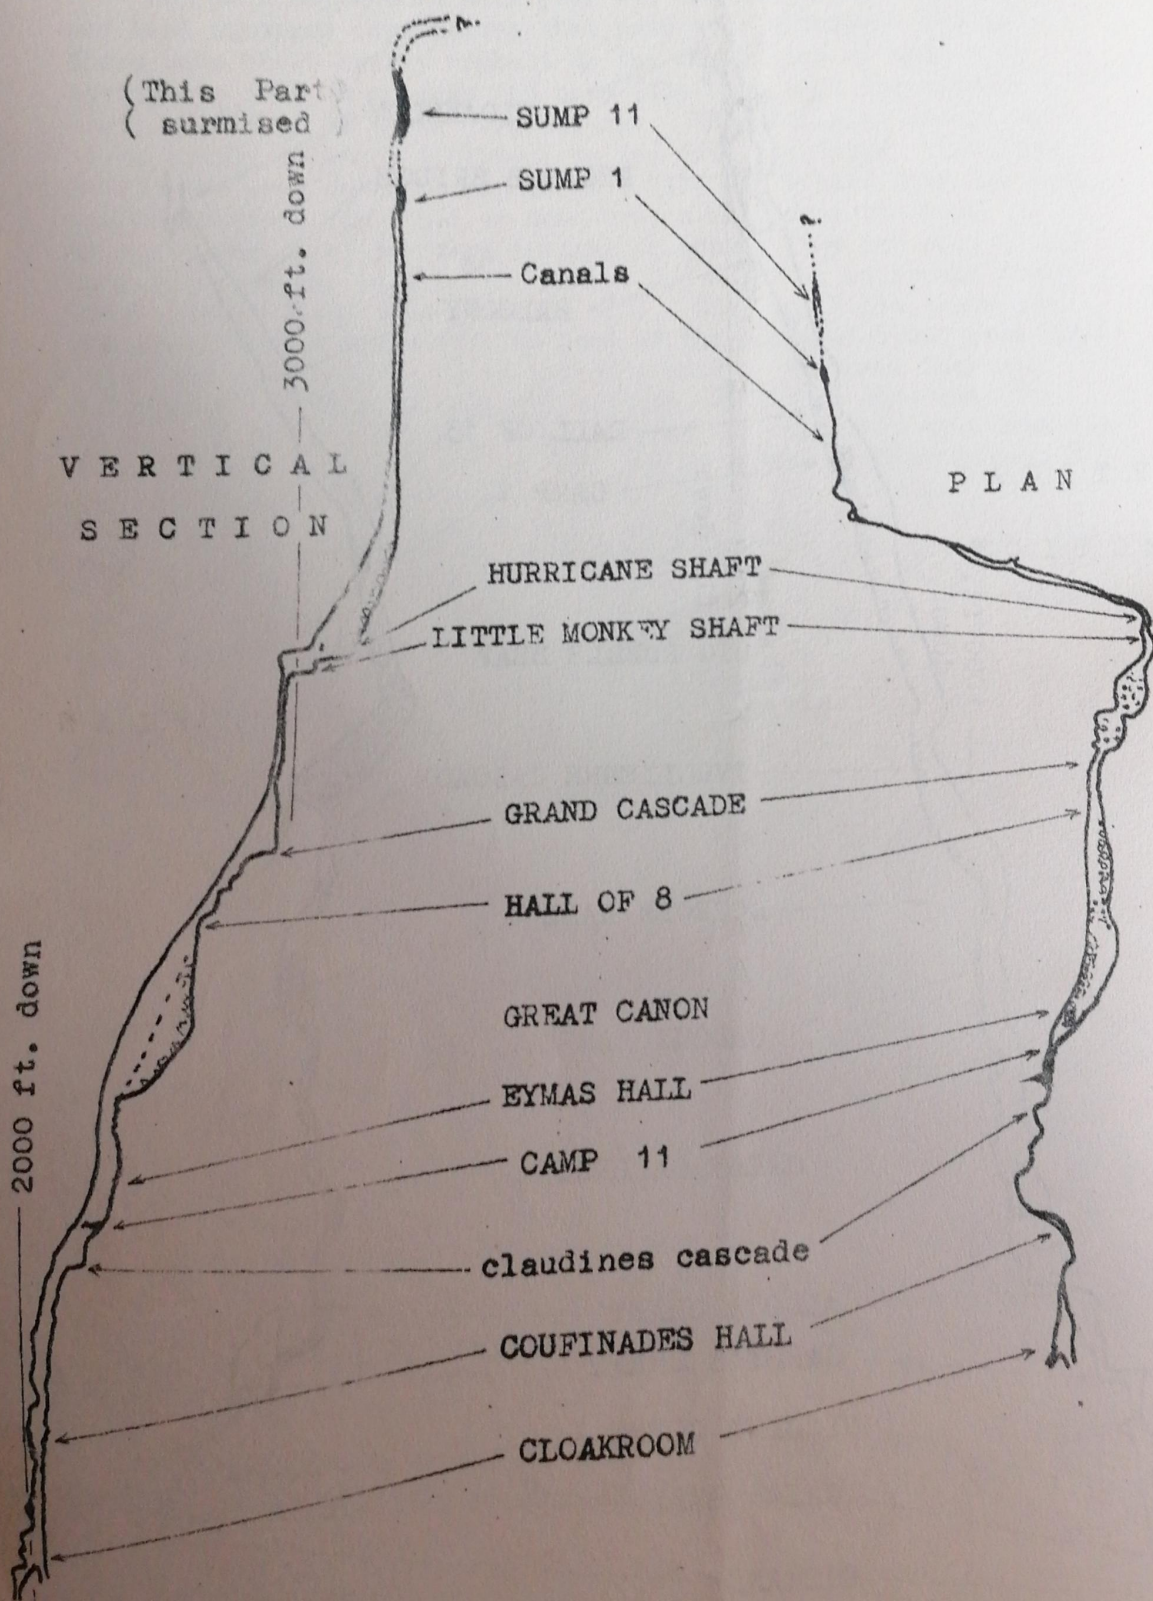 ?
(This Part)
( surmised )
SUMP 11
SUMP 1
?
Canals
3000 ft. down
VERTICAL
SECTION
PLAN
HURRICANE SHAFT
LITTLE MONKEY SHAFT
GRAND CASCADE
HALL OF 8
2000 ft. down
GREAT CANON
EYMAS HALL
CAMP 11
claudines cascade
COUFINADES HALL
CLOAKROOM